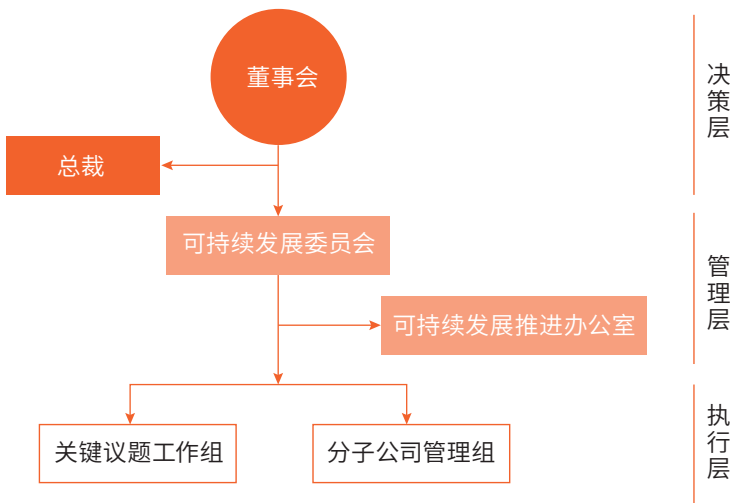 董事会
总裁
决策层
可持续发展委员会
可持续发展推进办公室
管理层
关键议题工作组
分子公司管理组
执行层